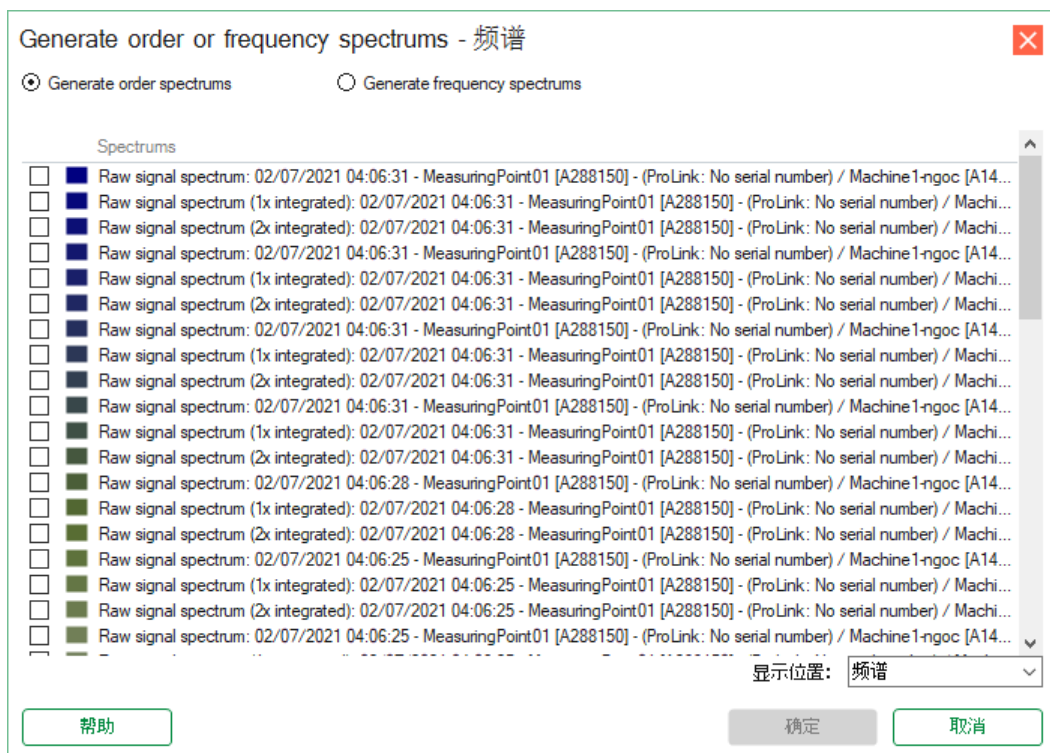 Generate order or frequency spectrums - 频谱
Generate order spectrums Generate frequency spectrums
Spectrums
Raw signal spectrum: 02/07/2021 04:06:31 - MeasuringPoint01 [A288150] - (ProLink: No serial number) / Machine1-ngoc [A14...
Raw signal spectrum (1x integrated): 02/07/2021 04:06:31 - MeasuringPoint01 [A288150] - (ProLink: No serial number) / Machi...
Raw signal spectrum (2x integrated): 02/07/2021 04:06:31 - MeasuringPoint01 [A288150] - (ProLink: No serial number) / Machi...
Raw signal spectrum: 02/07/2021 04:06:31 - MeasuringPoint01 [A288150] - (ProLink: No serial number) / Machine1-ngoc [A14...
Raw signal spectrum (1x integrated): 02/07/2021 04:06:31 - MeasuringPoint01 [A288150] - (ProLink: No serial number) / Machi...
Raw signal spectrum (2x integrated): 02/07/2021 04:06:31 - MeasuringPoint01 [A288150] - (ProLink: No serial number) / Machi...
Raw signal spectrum: 02/07/2021 04:06:31 - MeasuringPoint01 [A288150] - (ProLink: No serial number) / Machine1-ngoc [A14...
Raw signal spectrum (1x integrated): 02/07/2021 04:06:31 - MeasuringPoint01 [A288150] - (ProLink: No serial number) / Machi...
Raw signal spectrum (2x integrated): 02/07/2021 04:06:31 - MeasuringPoint01 [A288150] - (ProLink: No serial number) / Machi...
Raw signal spectrum: 02/07/2021 04:06:31 - MeasuringPoint01 [A288150] - (ProLink: No serial number) / Machine1-ngoc [A14...
Raw signal spectrum (1x integrated): 02/07/2021 04:06:31 - MeasuringPoint01 [A288150] - (ProLink: No serial number) / Machi...
Raw signal spectrum (2x integrated): 02/07/2021 04:06:31 - MeasuringPoint01 [A288150] - (ProLink: No serial number) / Machi...
Raw signal spectrum: 02/07/2021 04:06:28 - MeasuringPoint01 [A288150] - (ProLink: No serial number) / Machine1-ngoc [A14...
Raw signal spectrum (1x integrated): 02/07/2021 04:06:28 - MeasuringPoint01 [A288150] - (ProLink: No serial number) / Machi...
Raw signal spectrum (2x integrated): 02/07/2021 04:06:28 - MeasuringPoint01 [A288150] - (ProLink: No serial number) / Machi...
Raw signal spectrum: 02/07/2021 04:06:25 - MeasuringPoint01 [A288150] - (ProLink: No serial number) / Machine1-ngoc [A14...
Raw signal spectrum (1x integrated): 02/07/2021 04:06:25 - MeasuringPoint01 [A288150] - (ProLink: No serial number) / Machi...
Raw signal spectrum (2x integrated): 02/07/2021 04:06:25 - MeasuringPoint01 [A288150] - (ProLink: No serial number) / Machi...
Raw signal spectrum: 02/07/2021 04:06:25 - MeasuringPoint01 [A288150] - (ProLink: No serial number) / Machine1-ngoc [A14...
显示位置: 频谱
帮助 确定 取消